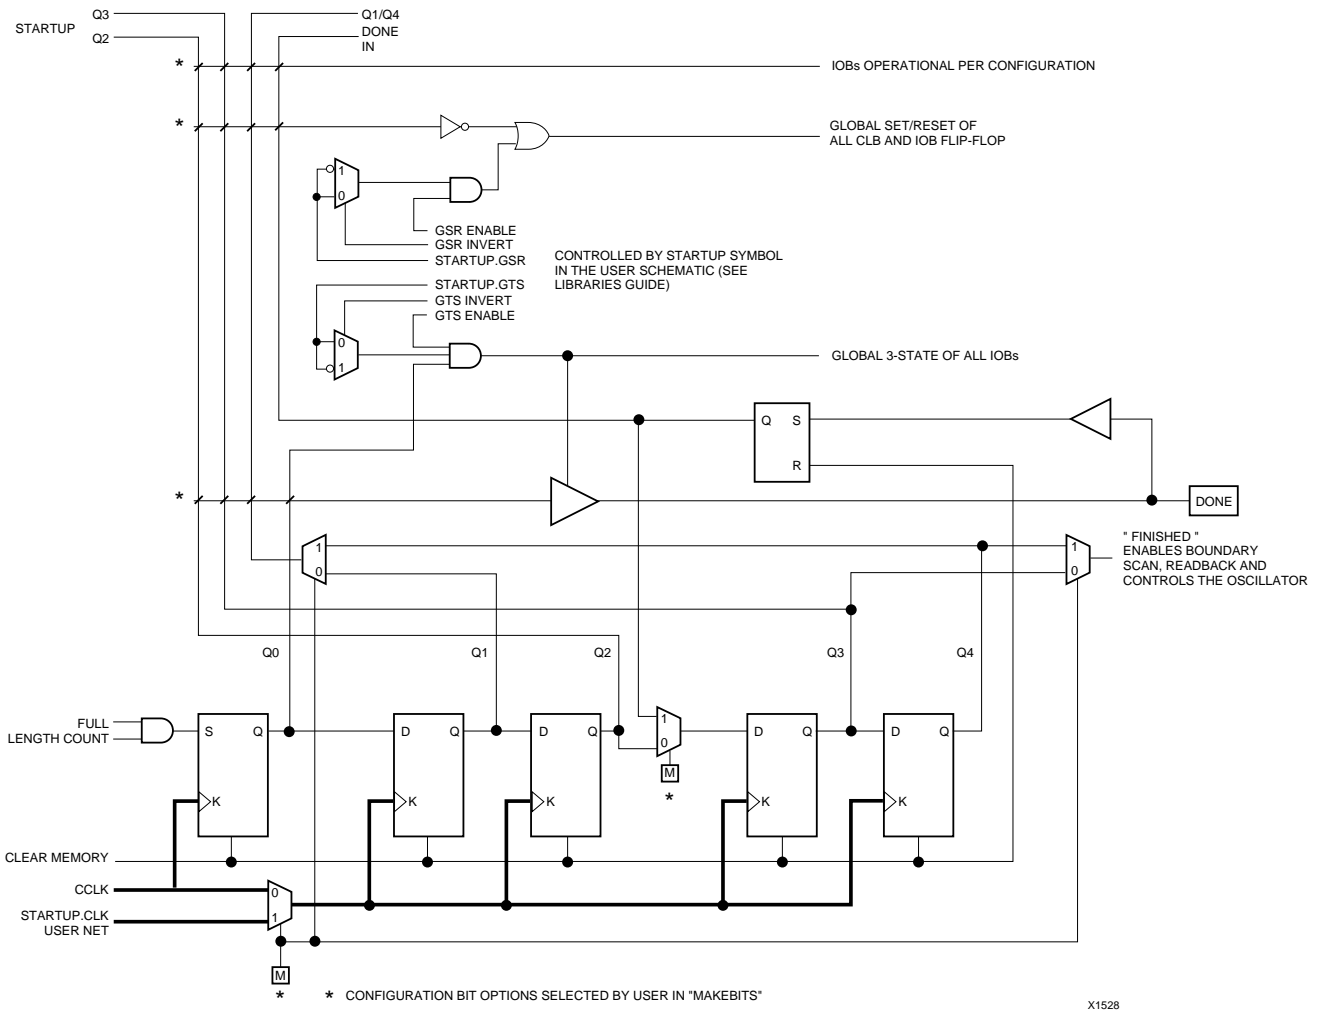 Q3
STARTUP
Q2
Q1/Q4
DONE
IN
*
IOBs OPERATIONAL PER CONFIGURATION
*
GLOBAL SET/RESET OF
ALL CLB AND IOB FLIP-FLOP
1
0
GSR ENABLE
GSR INVERT
STARTUP.GSR
CONTROLLED BY STARTUP SYMBOL
IN THE USER SCHEMATIC (SEE
LIBRARIES GUIDE)
STARTUP.GTS
GTS INVERT
GTS ENABLE
0
1
GLOBAL 3-STATE OF ALL IOBs
Q S
R
*
DONE
1
0
1
0
" FINISHED "
ENABLES BOUNDARY
SCAN, READBACK AND
CONTROLS THE OSCILLATOR
Q0
Q1
Q2
Q3
Q4
FULL
LENGTH COUNT
S Q
K
D Q
K
D Q
K
1
0
M
*
D Q
K
D Q
K
CLEAR MEMORY
CCLK
STARTUP.CLK
USER NET
0
1
M
*
* CONFIGURATION BIT OPTIONS SELECTED BY USER IN "MAKEBITS"
X1528